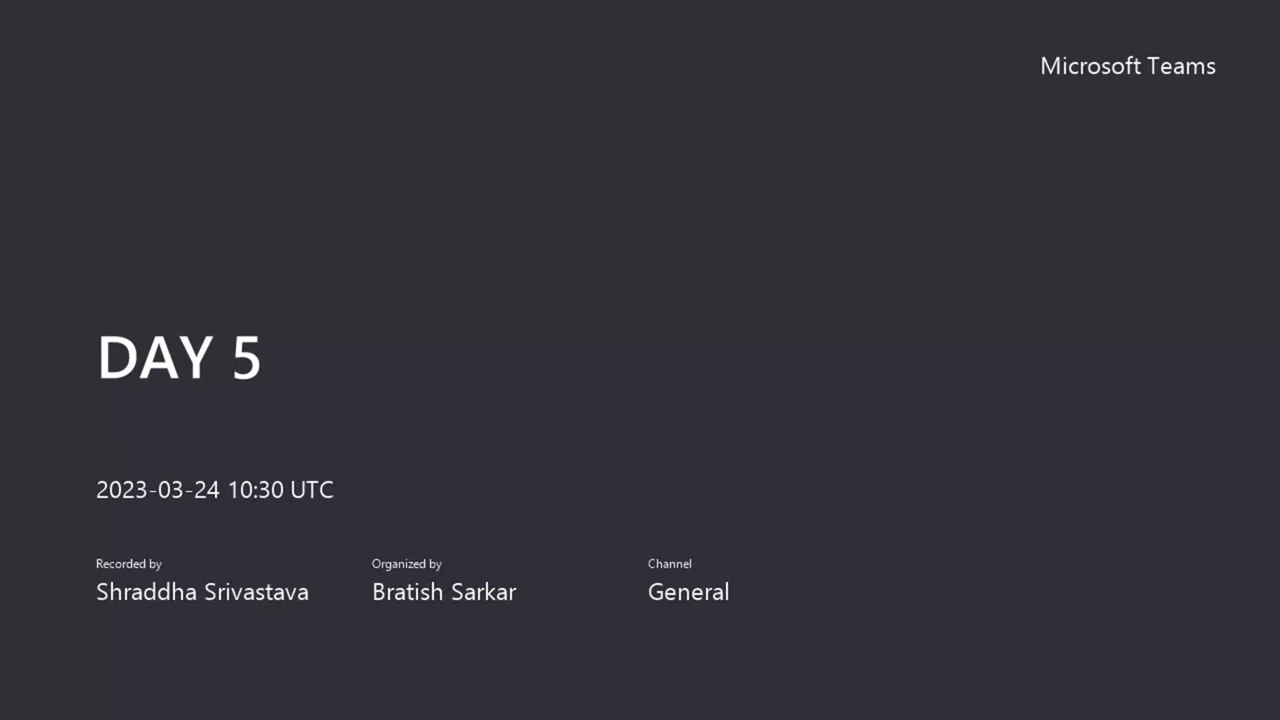 Microsoft Teams
DAY 5
2023-03-24 10:30 UTC
Recorded by
Shraddha Srivastava
Organized by
Bratish Sarkar
Channel
General